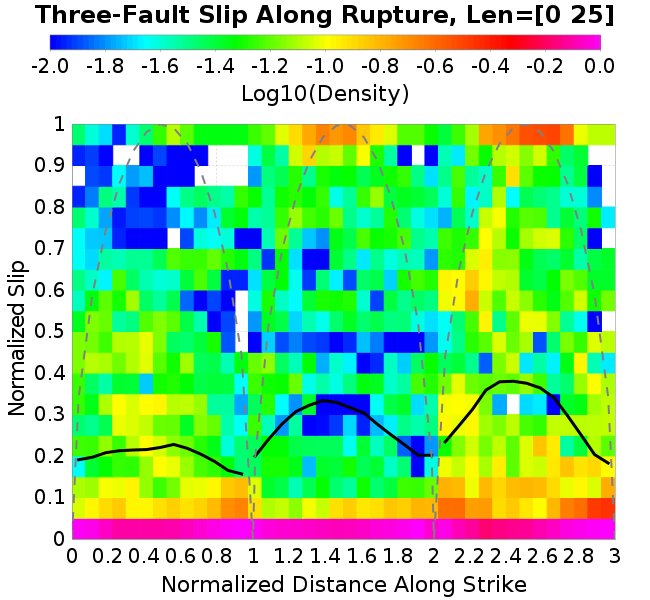 Three-Fault Slip Along Rupture, Len=[0 25]
-2.0 -1.8 -1.6 -1.4 -1.2 -1.0 -0.8 -0.6 -0.4 -0.2 0.0
Log10(Density)
Normalized Slip
1
0.9
0.8
0.7
0.6
0.5
0.4
0.3
0.2
0.1
0
0 0.2 0.4 0.6 0.8 1 1.2 1.4 1.6 1.8 2 2.2 2.4 2.6 2.8 3
Normalized Distance Along Strike